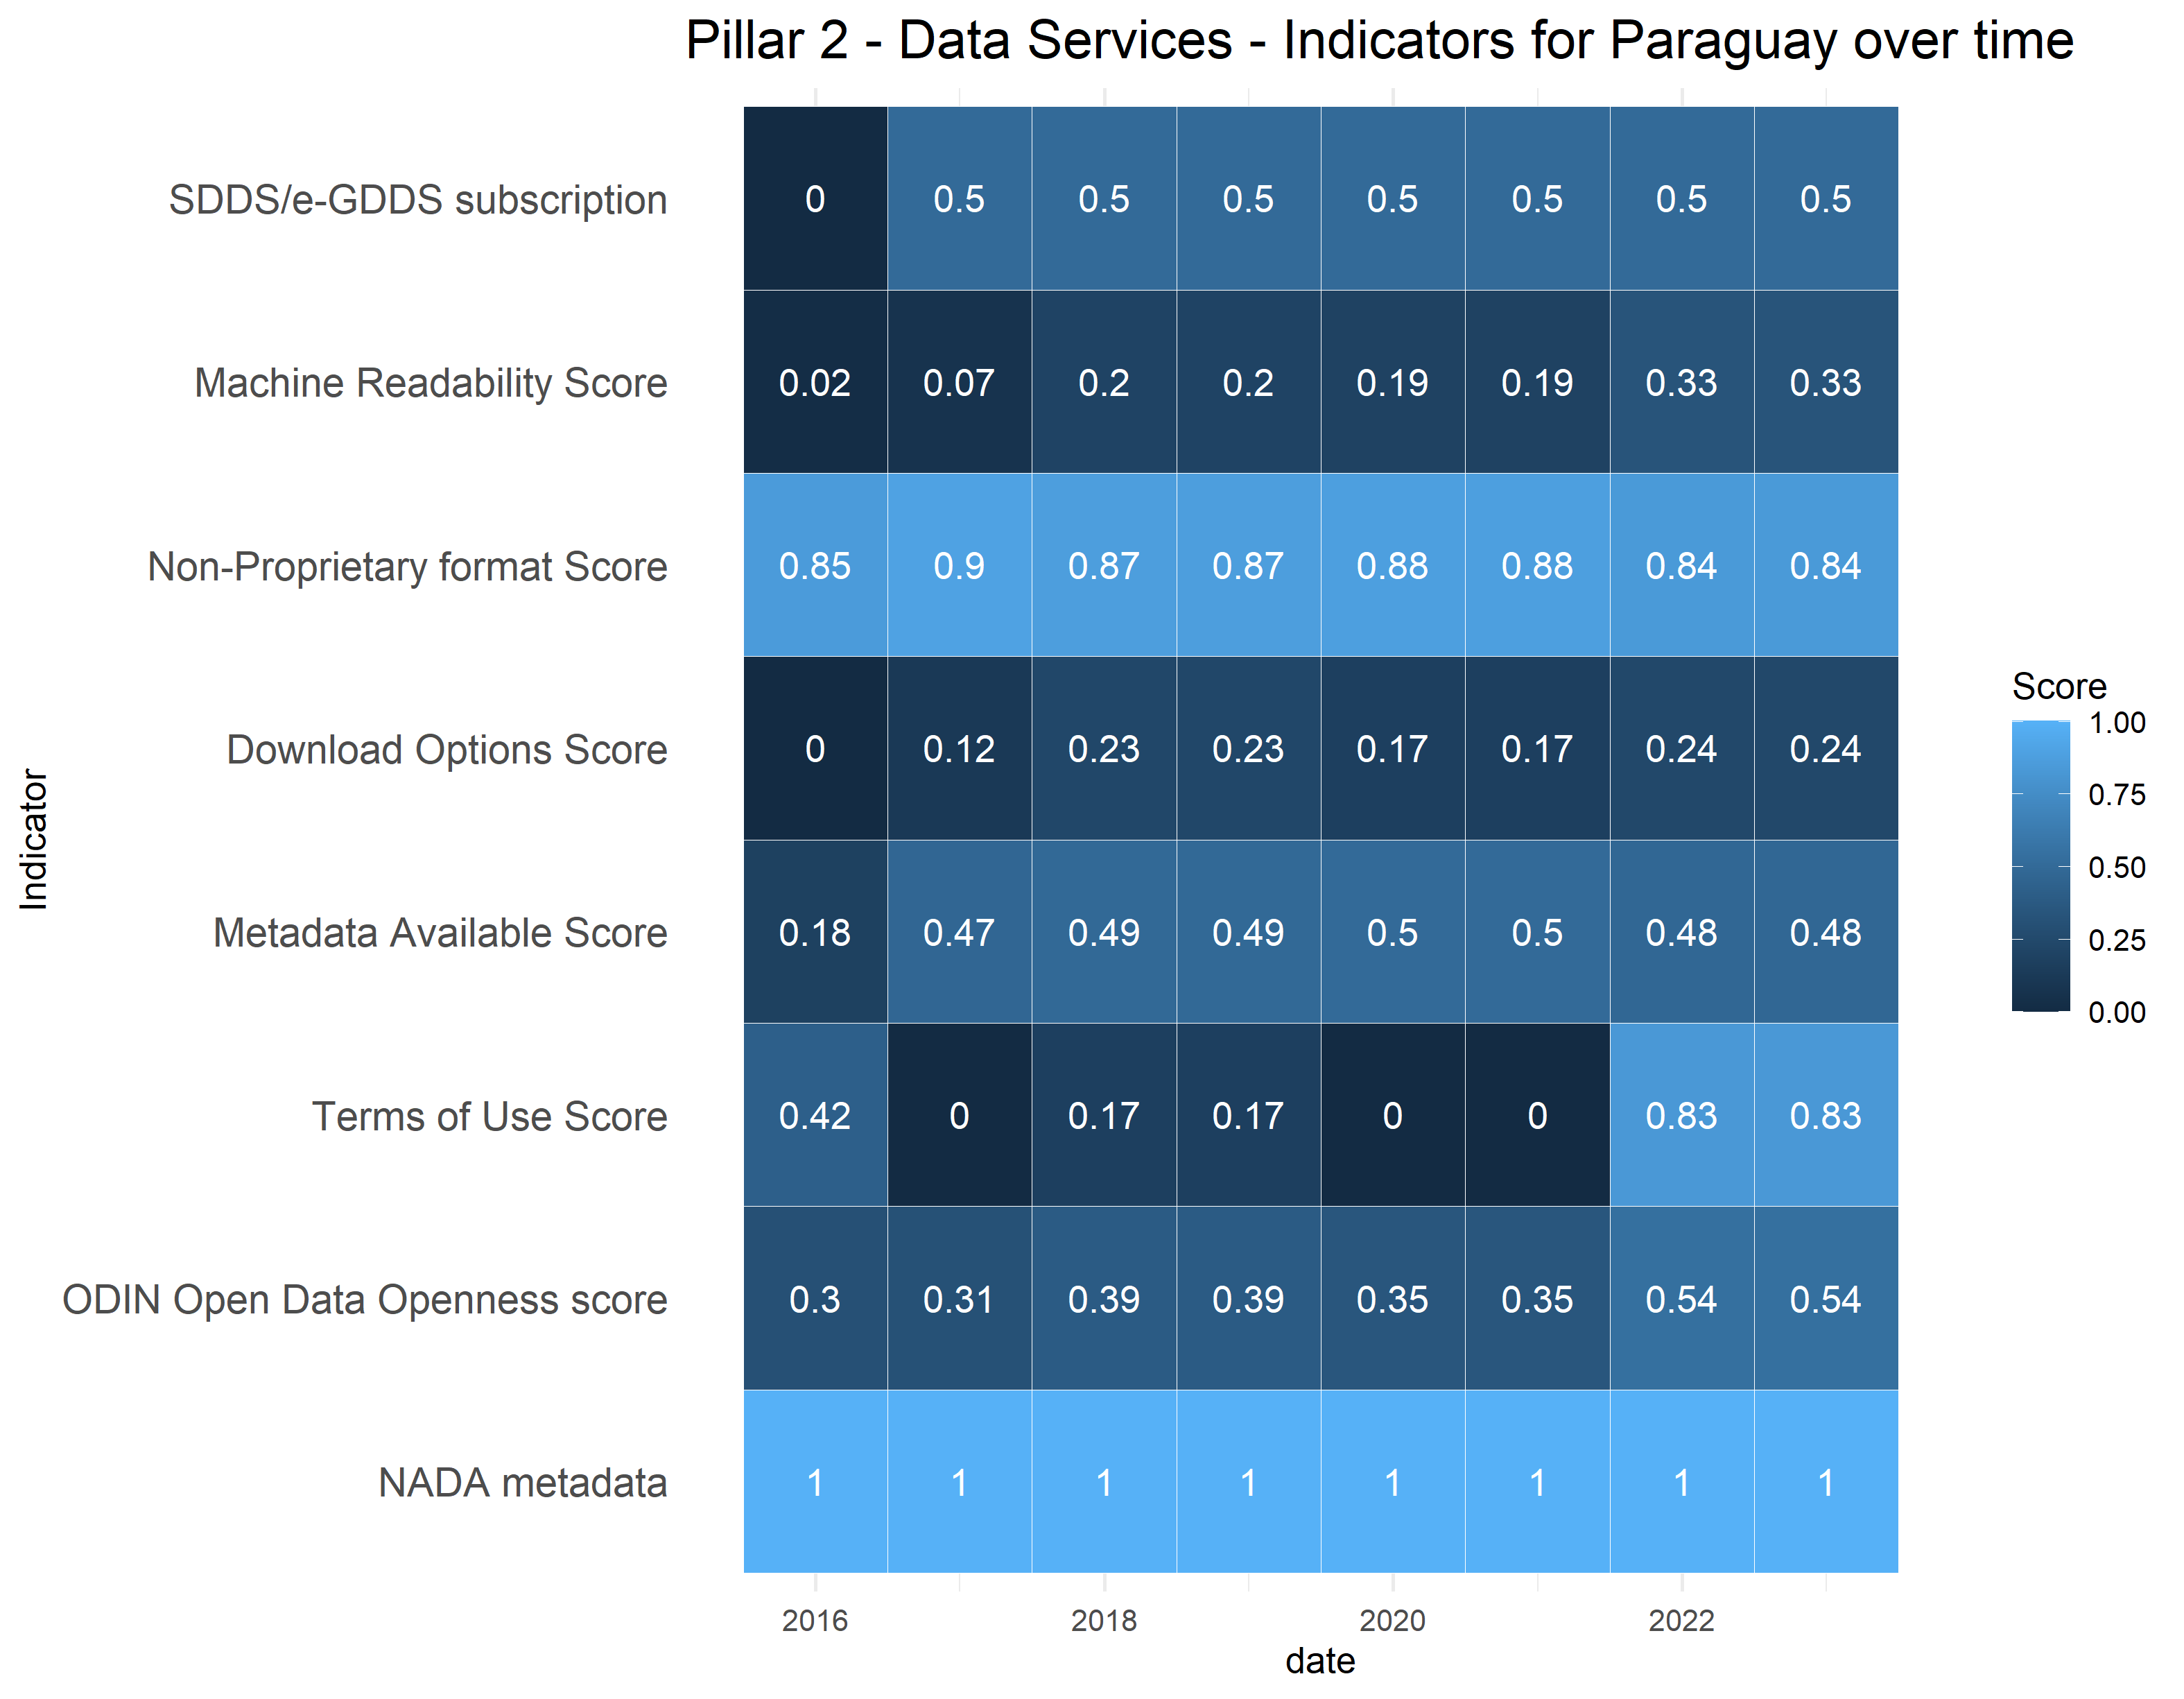 Pillar 2 - Data Services - Indicators for Paraguay over time
SDDS/e-GDDS subscription 0 0.5 0.5 0.5 0.5 0.5 0.5 0.5
Machine Readability Score 0.02 0.07 0.2 0.2 0.19 0.19 0.33 0.33
Non-Proprietary format Score 0.85 0.9 0.87 0.87 0.88 0.88 0.84 0.84
Download Options Score 0 0.12 0.23 0.23 0.17 0.17 0.24 0.24
Metadata Available Score 0.18 0.47 0.49 0.49 0.5 0.5 0.48 0.48
Terms of Use Score 0.42 0 0.17 0.17 0 0 0.83 0.83
ODIN Open Data Openness score 0.3 0.31 0.39 0.39 0.35 0.35 0.54 0.54
NADA metadata 1 1 1 1 1 1 1 1
2016 2018 2020 2022
date
Indicator
Score
1.00
0.75
0.50
0.25
0.00